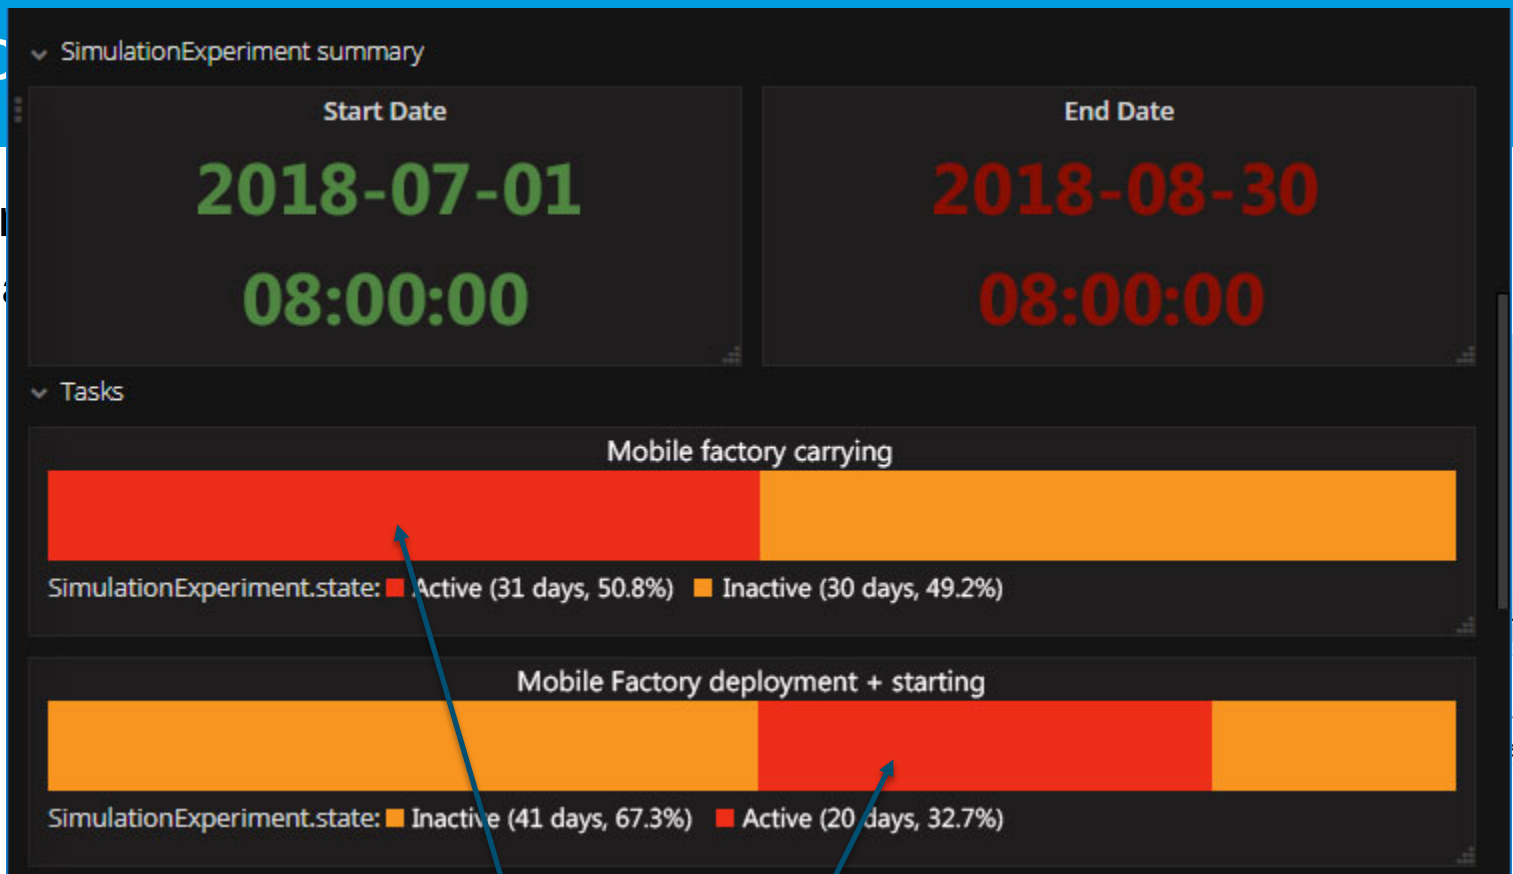 SimulationExperiment summary
Start Date
2018-07-01
08:00:00
End Date
2018-08-30
08:00:00
Tasks
Mobile factory carrying
SimulationExperiment.state: Active (31 days, 50.8%) Inactive (30 days, 49.2%)
Mobile Factory deployment + starting
SimulationExperiment.state: Inactive (41 days, 67.3%) Active (20 days, 32.7%)